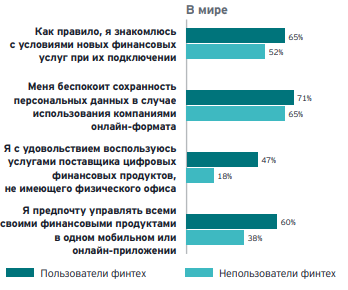 В мире
Как правило, я знакомлюсь
с условиями новых финансовых
услуг при их подключении
65%
52%
Меня беспокоит сохранность
персональных данных в случае
использования компаниями
онлайн-формата
71%
65%
Я с удовольствием воспользуюсь
услугами поставщика цифровых
финансовых продуктов,
не имеющего физического офиса
47%
18%
Я предпочту управлять всеми
своими финансовыми продуктами
в одном мобильном или
онлайн-приложении
60%
38%
Пользователи финтех
Непользователи финтех